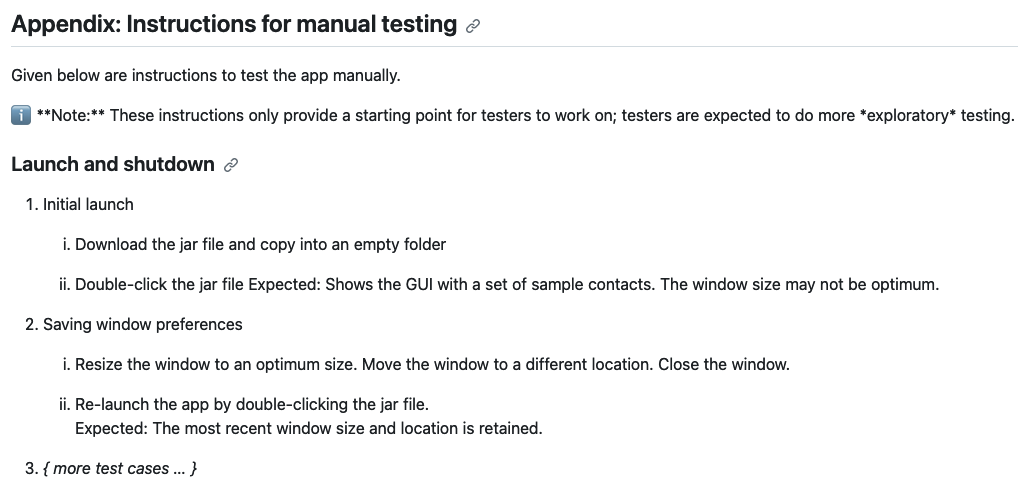 Appendix: Instructions for manual testing
Given below are instructions to test the app manually.
ℹ️ **Note:** These instructions only provide a starting point for testers to work on; testers are expected to do more *exploratory* testing.
Launch and shutdown
1. Initial launch
i. Download the jar file and copy into an empty folder
ii. Double-click the jar file Expected: Shows the GUI with a set of sample contacts. The window size may not be optimum.
2. Saving window preferences
i. Resize the window to an optimum size. Move the window to a different location. Close the window.
ii. Re-launch the app by double-clicking the jar file.
Expected: The most recent window size and location is retained.
3. { more test cases … }